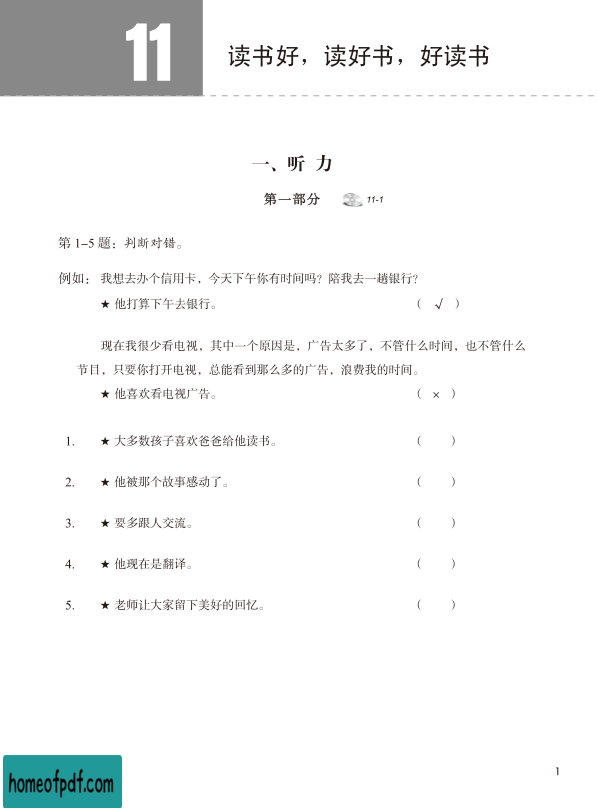 11
读书好，读好书，好读书
一、听 力
第一部分 11-1
第 1–5 题：判断对错。
例如：我想去办个信用卡，今天下午你有时间吗？陪我去一趟银行？
★ 他打算下午去银行。 （ √ ）
现在我很少看电视，其中一个原因是，广告太多了，不管什么时间，也不管什么
节目，只要你打开电视，总能看到那么多的广告，浪费我的时间。
★ 他喜欢看电视广告。 （ × ）
1. ★ 大多数孩子喜欢爸爸给他读书。 （ ）
2. ★ 他被那个故事感动了。 （ ）
3. ★ 要多跟人交流。 （ ）
4. ★ 他现在是翻译。 （ ）
5. ★ 老师让大家留下美好的回忆。 （ ）
1
homeofpdf.com